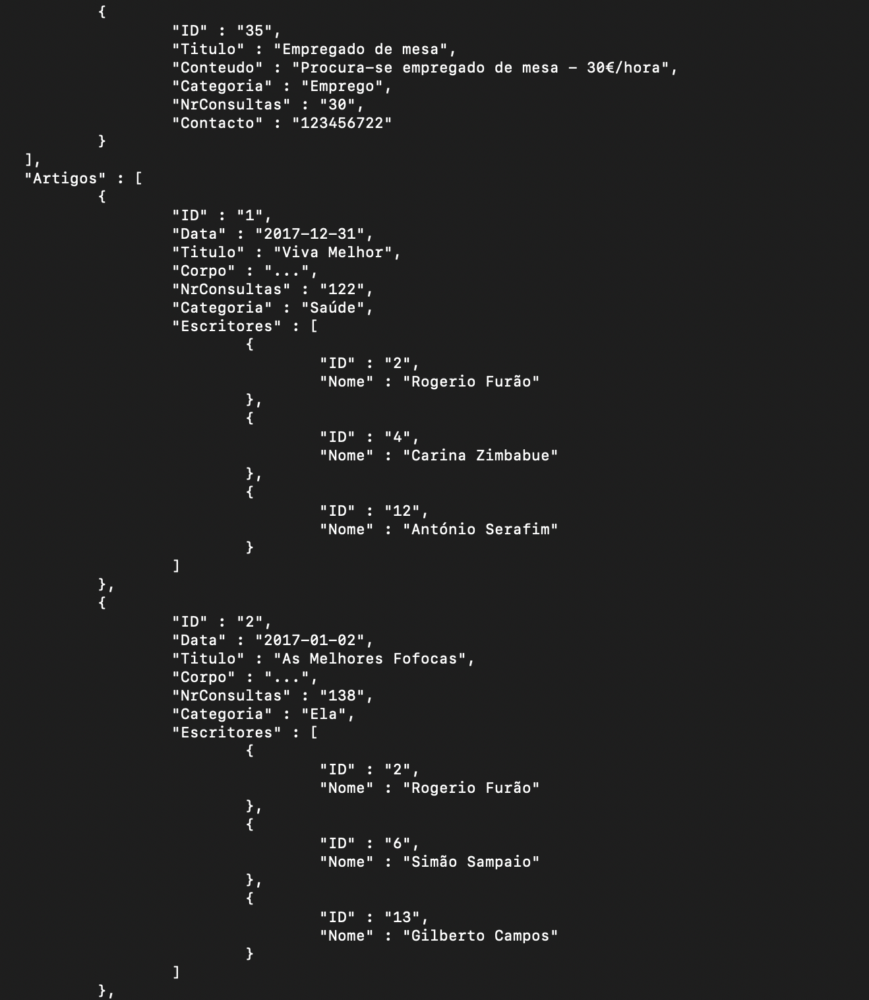 {
"ID" : "35",
"Titulo" : "Empregado de mesa",
"Conteudo" : "Procura-se empregado de mesa - 30€/hora",
"Categoria" : "Emprego",
"NrConsultas" : "30",
"Contacto" : "123456722"
}
],
"Artigos" : [
{
"ID" : "1",
"Data" : "2017-12-31",
"Titulo" : "Viva Melhor",
"Corpo" : "...",
"NrConsultas" : "122",
"Categoria" : "Saúde",
"Escritores" : [
{
"ID" : "2",
"Nome" : "Rogerio Furão"
},
{
"ID" : "4",
"Nome" : "Carina Zimbabue"
},
{
"ID" : "12",
"Nome" : "António Serafim"
}
]
},
{
"ID" : "2",
"Data" : "2017-01-02",
"Titulo" : "As Melhores Fofocas",
"Corpo" : "...",
"NrConsultas" : "138",
"Categoria" : "Ela",
"Escritores" : [
{
"ID" : "2",
"Nome" : "Rogerio Furão"
},
{
"ID" : "6",
"Nome" : "Simão Sampaio"
},
{
"ID" : "13",
"Nome" : "Gilberto Campos"
}
]
},